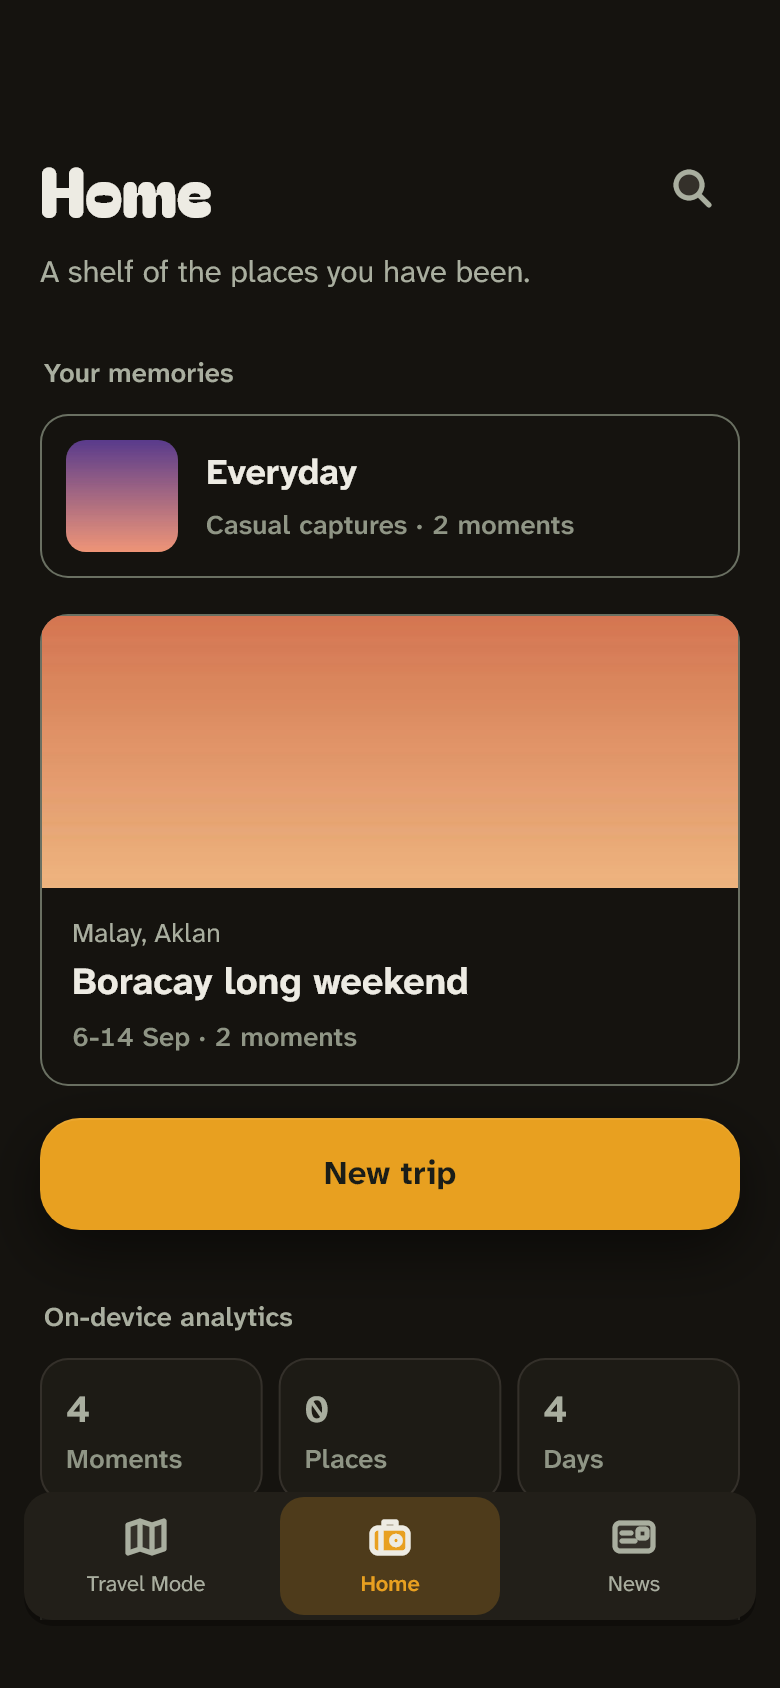 Home
A shelf of the places you have been.
Your memories
Everyday
Casual captures · 2 moments
Malay, Aklan
Boracay long weekend
6-14 Sep · 2 moments
New trip
On-device analytics
4 0 4
Moments Places Days
Travel Mode Home News